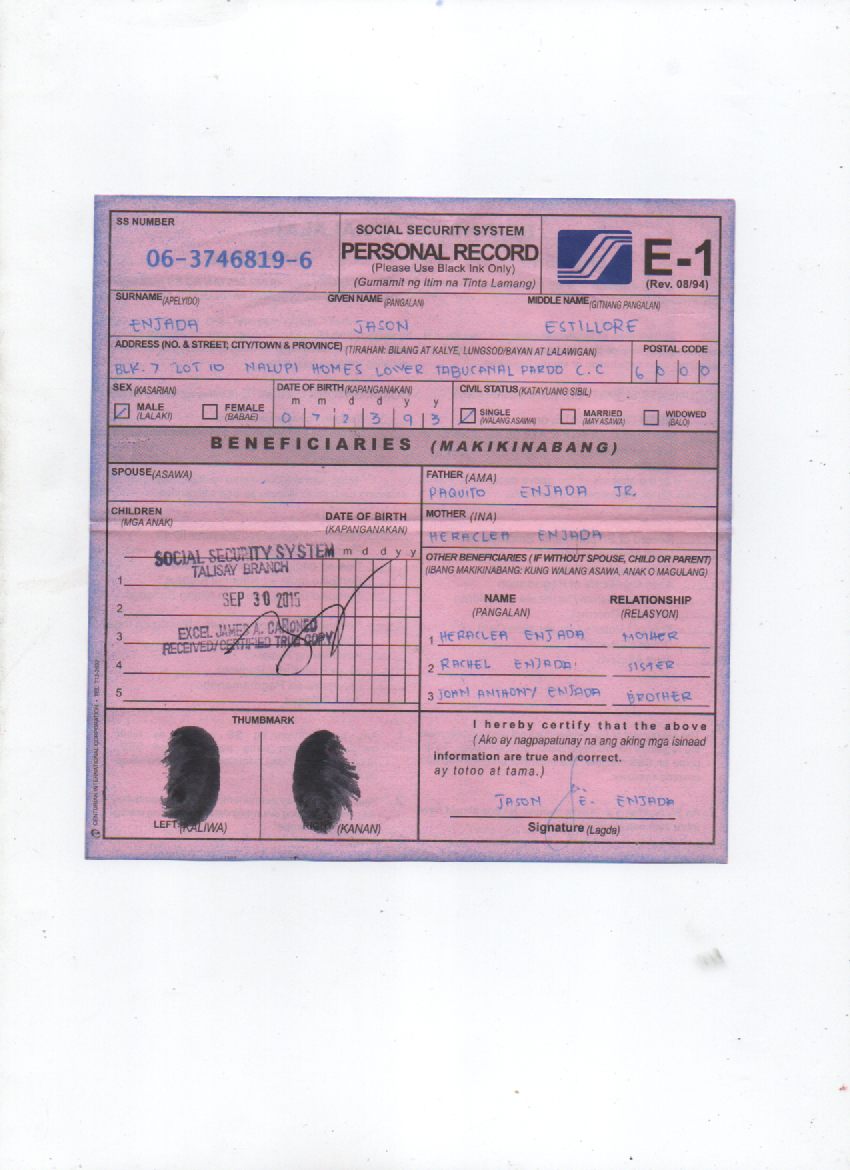 SS NUMBER
06-3746819-6
SOCIAL SECURITY SYSTEM
PERSONAL RECORD
(Please Use Black Ink Only)
(Gumamit ng Itim na Tinta Lamang)
E-1
(Rev. 08/94)
SURNAME (APELYIDO) GIVEN NAME (PANGALAN) MIDDLE NAME (GITNANG PANGALAN)
ENJADA JASON ESTILLORE
ADDRESS (NO. & STREET; CITY/TOWN & PROVINCE) (TIRAHAN: BILANG AT KALYE, LUNGSOD/BAYAN AT LALAWIGAN) POSTAL CODE
BLK. 7 LOT 10 NALUPI HOMES LOWER TABUCANAL PARDO C.C 6 0 0 0
SEX (KASARIAN) DATE OF BIRTH (KAPANGANAKAN) CIVIL STATUS (KATAYUANG SIBIL)
m m d d y y
MALE (LALAKI) FEMALE (BABAE) 0 7 2 3 9 3 SINGLE (WALANG ASAWA) MARRIED (MAY ASAWA) WIDOWED (BALO)
BENEFICIARIES (MAKIKINABANG)
SPOUSE (ASAWA)
FATHER (AMA)
PAQUITO ENJADA JR.
CHILDREN (MGA ANAK)
DATE OF BIRTH (KAPANGANAKAN)
MOTHER (INA)
HERACLEA ENJADA
m d d y y
SOCIAL SECURITY SYSTEM
TALISAY BRANCH
SEP 30 2015
EXCEL JAMES A.
RECEIVED/CERTIFIED TRUE COPY
1
2
3
4
5
OTHER BENEFICIARIES (IF WITHOUT SPOUSE, CHILD OR PARENT)
(IBANG MAKIKINABANG: KUNG WALANG ASAWA, ANAK O MAGULANG)
NAME (PANGALAN) RELATIONSHIP (RELASYON)
1 HERACLEA ENJADA MOTHER
2 RACHEL ENJADA SISTER
3 JOHN ANTHONY ENJADA BROTHER
THUMBMARK
LEFT (KALIWA) RIGHT (KANAN)
I hereby certify that the above
(Ako ay nagpapatunay na ang aking mga isinaad
information are true and correct.
ay totoo at tama.)
JASON E. ENJADA
Signature (Lagda)